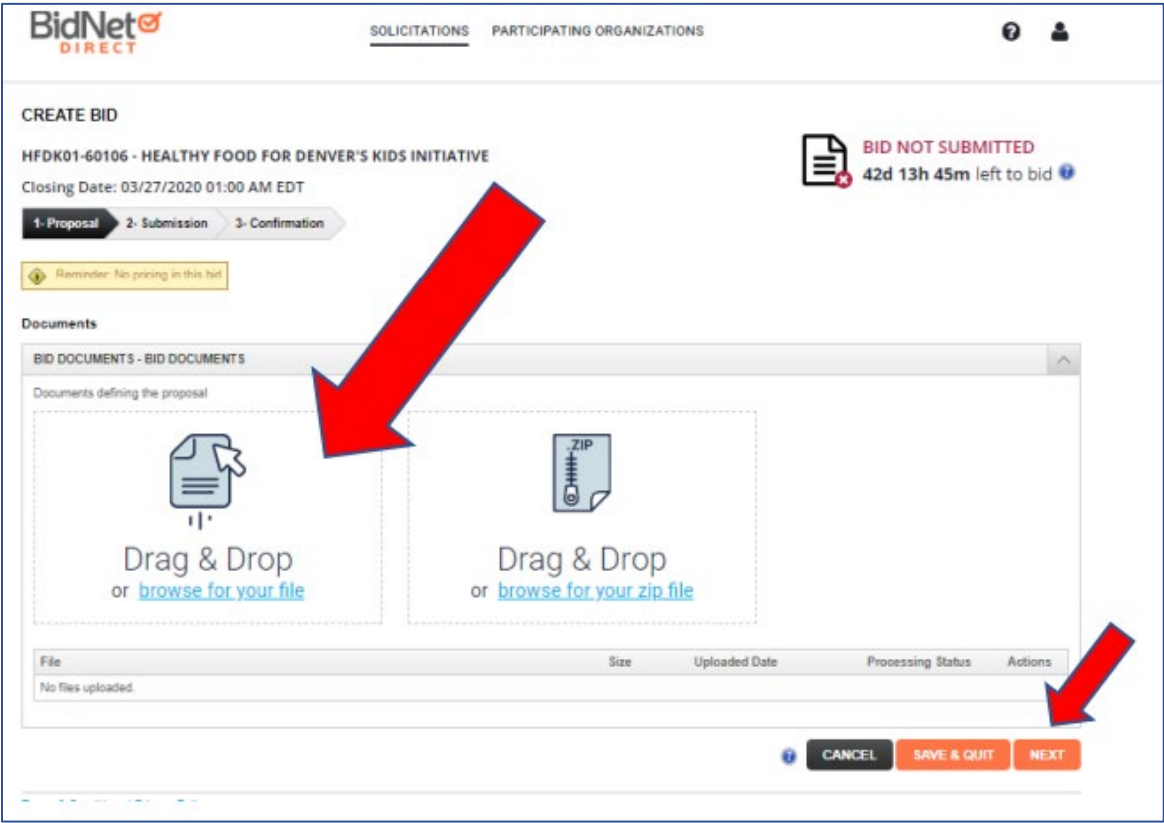 BidNet
DIRECT
SOLICITATIONS PARTICIPATING ORGANIZATIONS
CREATE BID
HFDK01-60106 - HEALTHY FOOD FOR DENVER'S KIDS INITIATIVE
BID NOT SUBMITTED
42d 13h 45m left to bid
Closing Date: 03/27/2020 01:00 AM EDT
1- Proposal 2- Submission 3- Confirmation
Reminder: No pricing in this bid
Documents
BID DOCUMENTS - BID DOCUMENTS
Documents defining the proposal
.ZIP
Drag & Drop
or browse for your file
Drag & Drop
or browse for your zip file
File Size Uploaded Date Processing Status Actions
No files uploaded.
CANCEL SAVE & QUIT NEXT